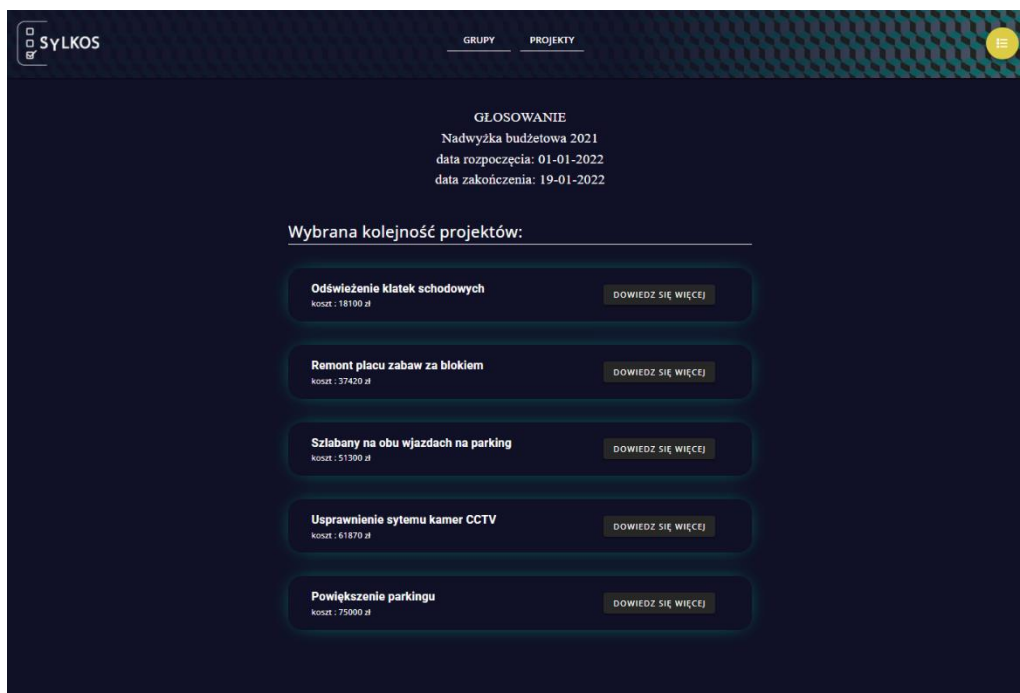 SYLKOS
GRUPY PROJEKTY
GŁOSOWANIE
Nadwyżka budżetowa 2021
data rozpoczęcia: 01-01-2022
data zakończenia: 19-01-2022
Wybrana kolejność projektów:
Odświeżenie klatek schodowych
koszt : 18100 zł
DOWIEDZ SIĘ WIĘCEJ
Remont placu zabaw za blokiem
koszt : 37420 zł
DOWIEDZ SIĘ WIĘCEJ
Szlabany na obu wjazdach na parking
koszt : 51300 zł
DOWIEDZ SIĘ WIĘCEJ
Usprawnienie sytemu kamer CCTV
koszt : 61870 zł
DOWIEDZ SIĘ WIĘCEJ
Powiększenie parkingu
koszt : 75000 zł
DOWIEDZ SIĘ WIĘCEJ